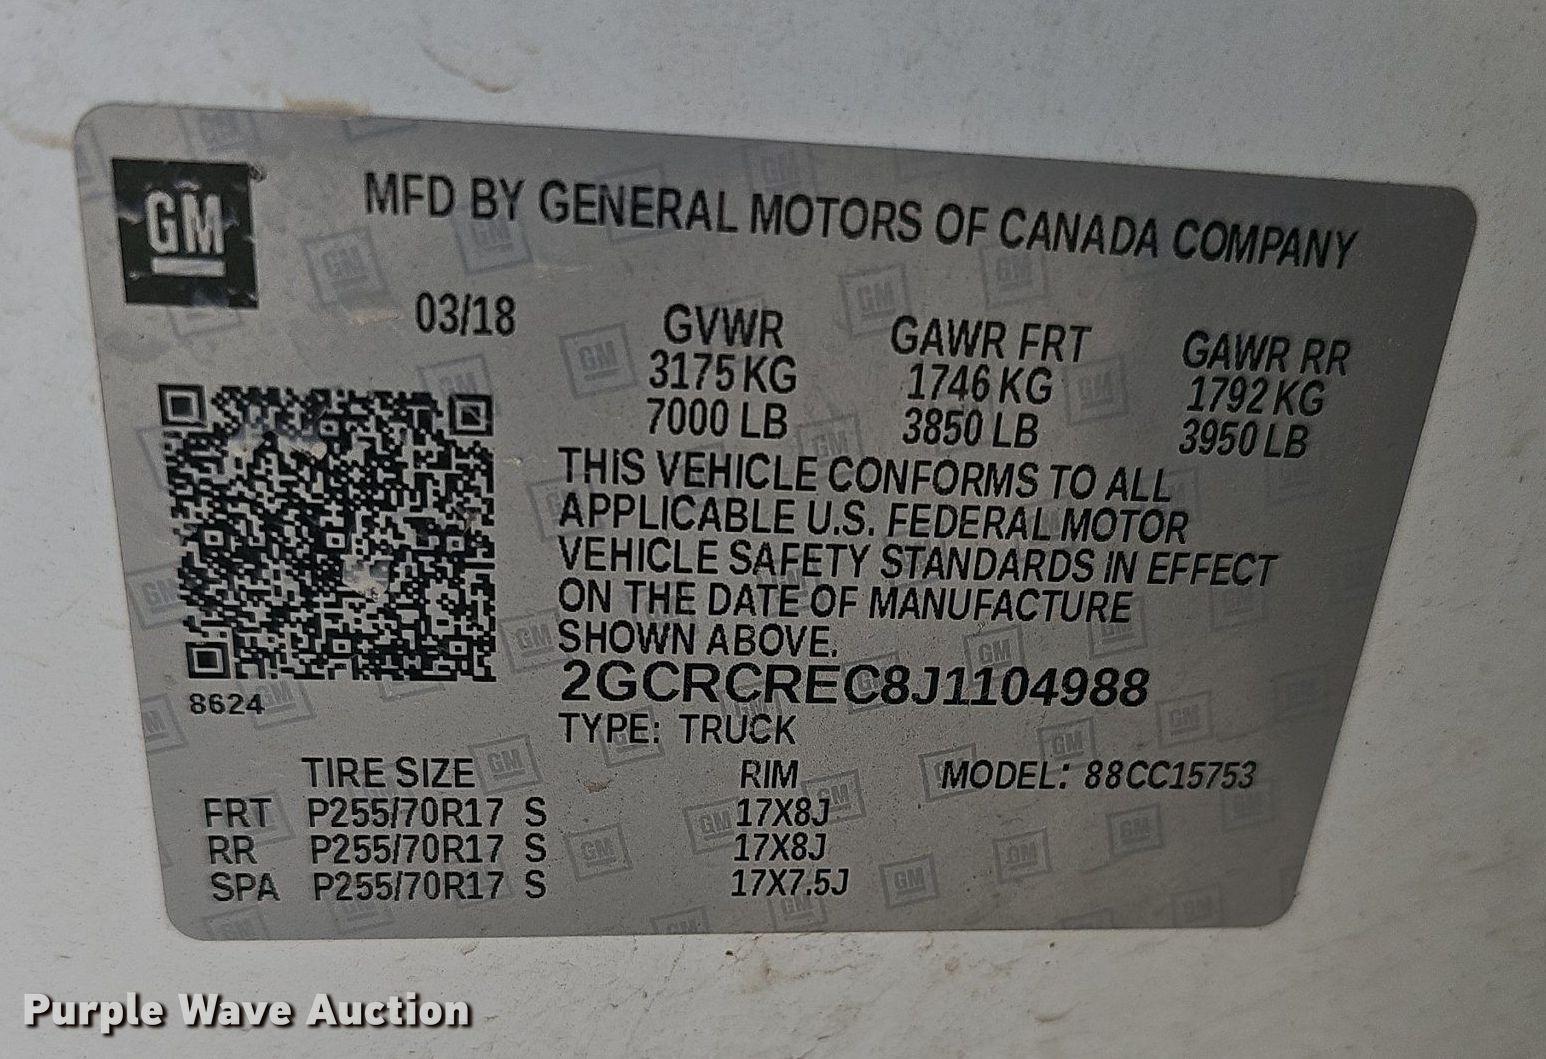 GM
MFD BY GENERAL MOTORS OF CANADA COMPANY
03/18
GVWR GAWR FRT GAWR RR
3175 KG 1746 KG 1792 KG
7000 LB 3850 LB 3950 LB
THIS VEHICLE CONFORMS TO ALL
APPLICABLE U.S. FEDERAL MOTOR
VEHICLE SAFETY STANDARDS IN EFFECT
ON THE DATE OF MANUFACTURE
SHOWN ABOVE.
2GCRCREC8J1104988
8624
TYPE: TRUCK
TIRE SIZE RIM MODEL: 88CC15753
FRT P255/70R17 S 17X8J
RR P255/70R17 S 17X8J
SPA P255/70R17 S 17X7.5J
Purple Wave Auction